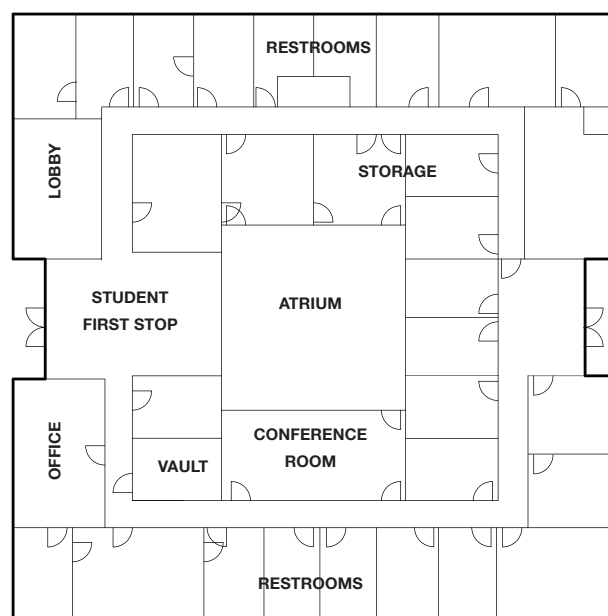 RESTROOMS
LOBBY
STORAGE
STUDENT
FIRST STOP
ATRIUM
OFFICE
CONFERENCE
ROOM
VAULT
RESTROOMS